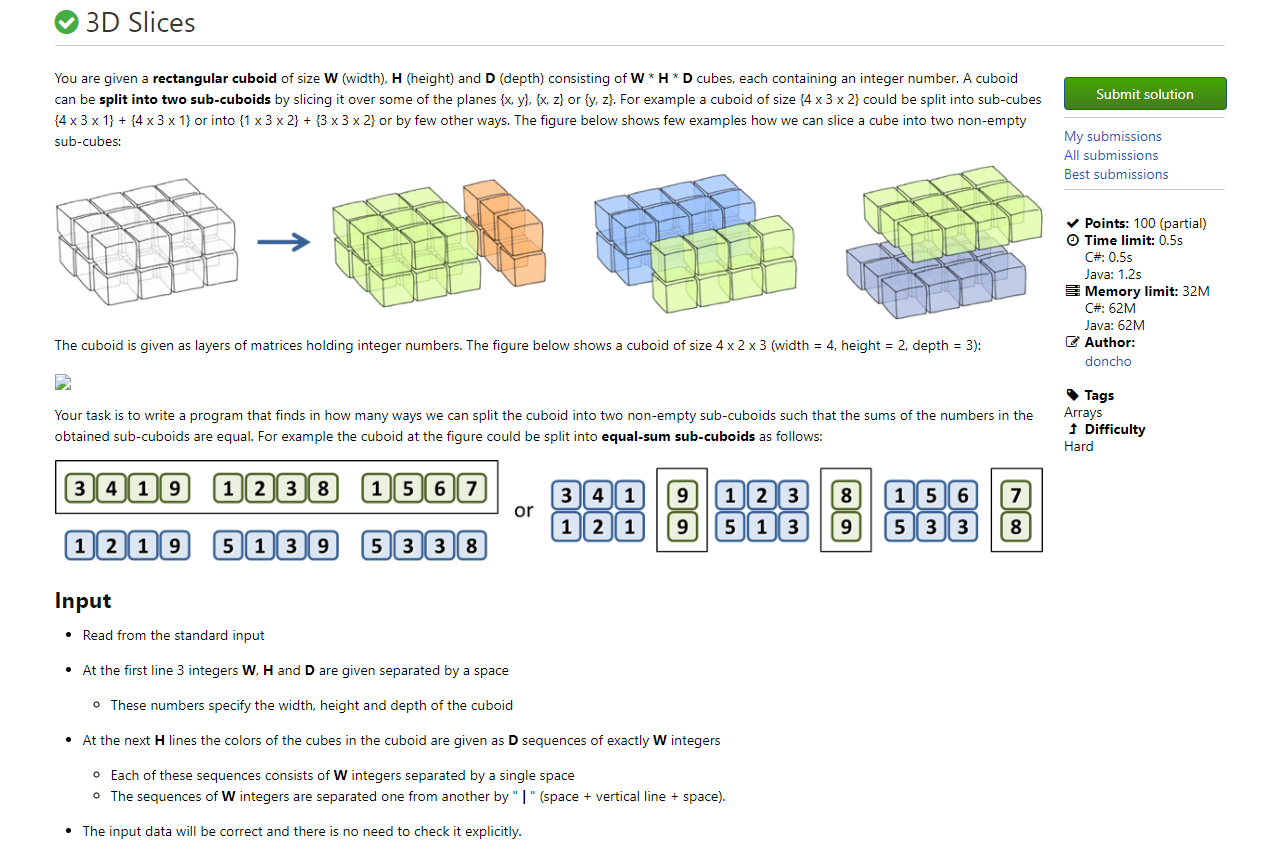 3D Slices
You are given a rectangular cuboid of size W (width), H (height) and D (depth) consisting of W * H * D cubes, each containing an integer number. A cuboid
can be split into two sub-cuboids by slicing it over some of the planes {x, y}, {x, z} or {y, z}. For example a cuboid of size {4 x 3 x 2} could be split into sub-cubes
{4 x 3 x 1} + {4 x 3 x 1} or into {1 x 3 x 2} + {3 x 3 x 2} or by few other ways. The figure below shows few examples how we can slice a cube into two non-empty
sub-cubes:
The cuboid is given as layers of matrices holding integer numbers. The figure below shows a cuboid of size 4 x 2 x 3 (width = 4, height = 2, depth = 3):
Your task is to write a program that finds in how many ways we can split the cuboid into two non-empty sub-cuboids such that the sums of the numbers in the
obtained sub-cuboids are equal. For example the cuboid at the figure could be split into equal-sum sub-cuboids as follows:
3 4 1 9 1 2 3 8 1 5 6 7
1 2 1 9 5 1 3 9 5 3 3 8
or
3 4 1 9 1 2 3 8 1 5 6 7
1 2 1 9 5 1 3 9 5 3 3 8
Input
• Read from the standard input
• At the first line 3 integers W, H and D are given separated by a space
◦ These numbers specify the width, height and depth of the cuboid
• At the next H lines the colors of the cubes in the cuboid are given as D sequences of exactly W integers
◦ Each of these sequences consists of W integers separated by a single space
◦ The sequences of W integers are separated one from another by " | " (space + vertical line + space).
• The input data will be correct and there is no need to check it explicitly.
Submit solution
My submissions
All submissions
Best submissions
Points: 100 (partial)
Time limit: 0.5s
C#: 0.5s
Java: 1.2s
Memory limit: 32M
C#: 62M
Java: 62M
Author:
doncho
Tags
Arrays
Difficulty
Hard